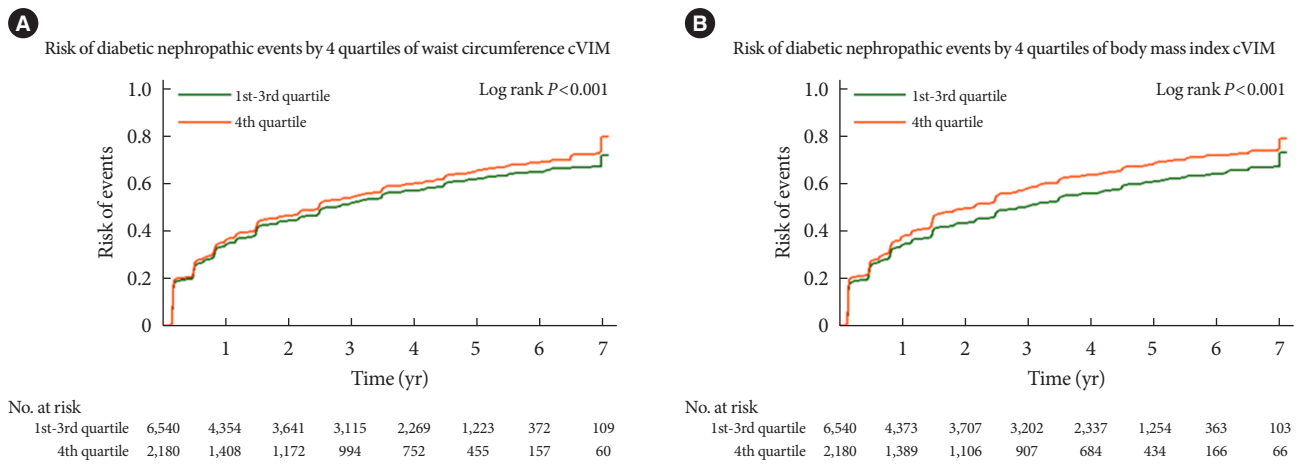 A
Risk of diabetic nephropathic events by 4 quartiles of waist circumference cVIM
1.0
0.8
0.6
0.4
0.2
0
Risk of events
1st-3rd quartile
4th quartile
Log rank P<0.001
1 2 3 4 5 6 7
Time (yr)
No. at risk
1st-3rd quartile 6,540 4,354 3,641 3,115 2,269 1,223 372 109
4th quartile 2,180 1,408 1,172 994 752 455 157 60
B
Risk of diabetic nephropathic events by 4 quartiles of body mass index cVIM
1.0
0.8
0.6
0.4
0.2
0
Risk of events
1st-3rd quartile
4th quartile
Log rank P<0.001
1 2 3 4 5 6 7
Time (yr)
No. at risk
1st-3rd quartile 6,540 4,373 3,707 3,202 2,337 1,254 363 103
4th quartile 2,180 1,389 1,106 907 684 434 166 66